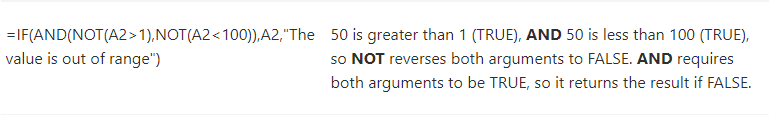 =IF(AND(NOT(A2>1),NOT(A2<100)),A2,"The
value is out of range")
50 is greater than 1 (TRUE), AND 50 is less than 100 (TRUE),
so NOT reverses both arguments to FALSE. AND requires
both arguments to be TRUE, so it returns the result if FALSE.